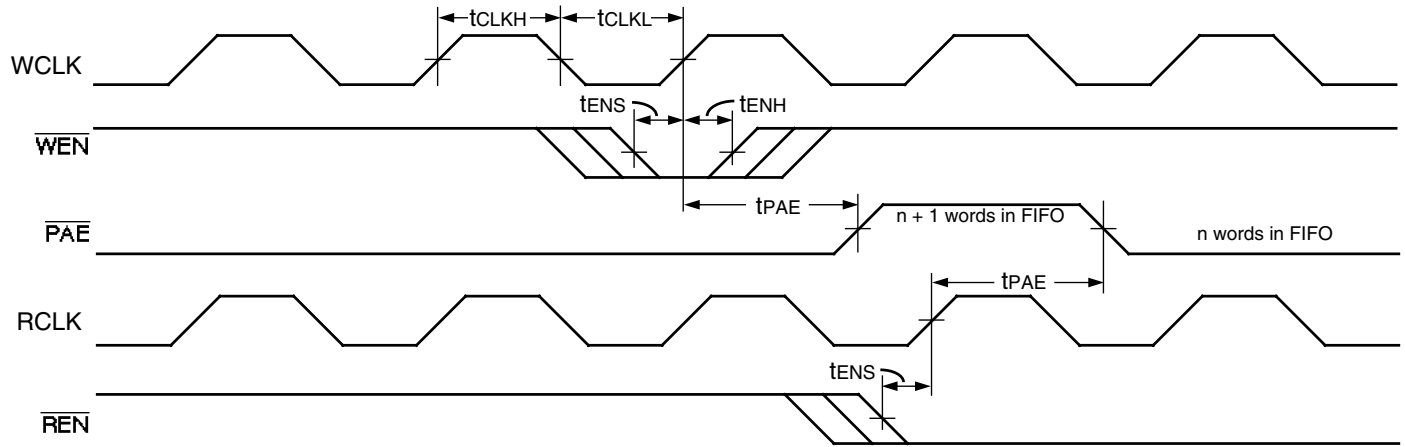 tCLKH tCLKL
WCLK
tENS tENH
WEN
tPAE
PAE
n + 1 words in FIFO
n words in FIFO
tPAE
RCLK
tENS
REN